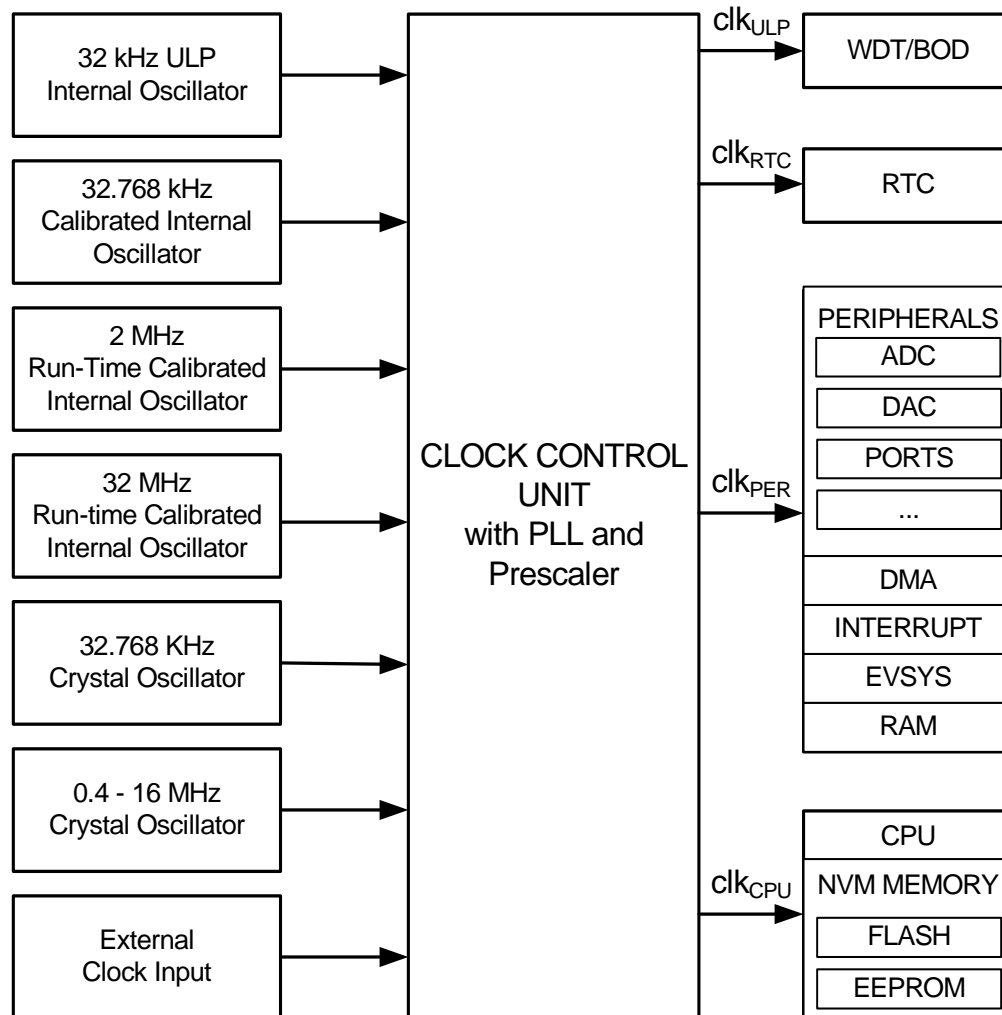 32 kHz ULP
Internal Oscillator
32.768 kHz
Calibrated Internal
Oscillator
2 MHz
Run-Time Calibrated
Internal Oscillator
32 MHz
Run-time Calibrated
Internal Oscillator
32.768 KHz
Crystal Oscillator
0.4 - 16 MHz
Crystal Oscillator
External
Clock Input
CLOCK CONTROL
UNIT
with PLL and
Prescaler
clkULP
clkRTC
clkPER
clkCPU
WDT/BOD
RTC
PERIPHERALS
ADC
DAC
PORTS
...
DMA
INTERRUPT
EVSYS
RAM
CPU
NVM MEMORY
FLASH
EEPROM